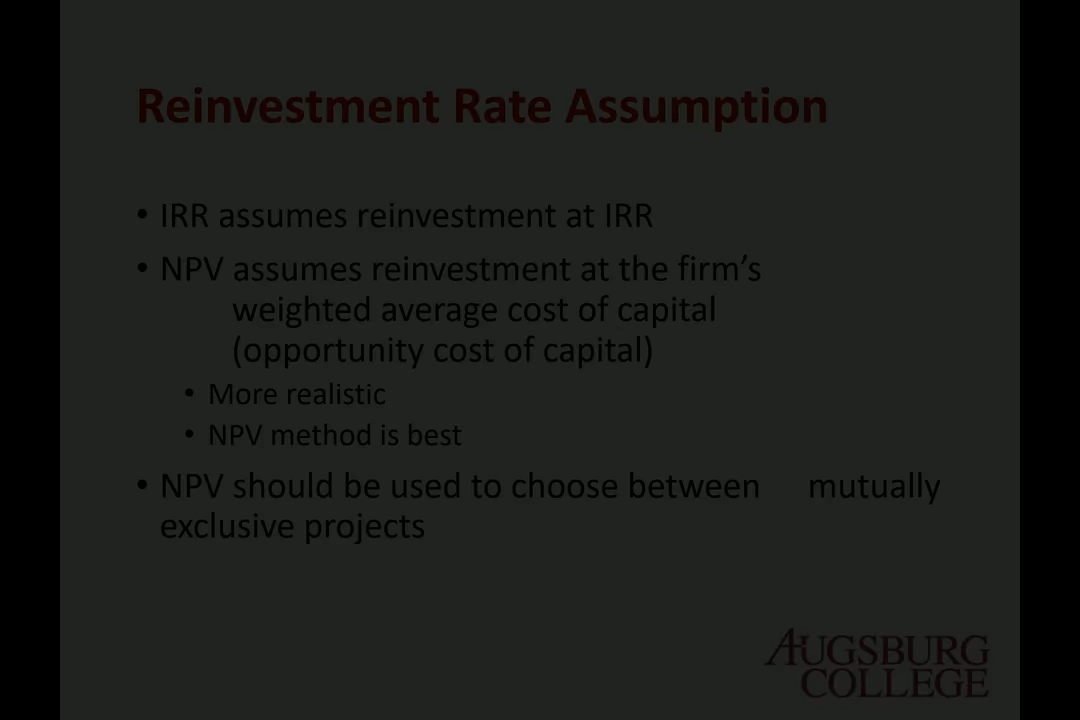 Reinvestment Rate Assumption
• IRR assumes reinvestment at IRR
• NPV assumes reinvestment at the firm’s
weighted average cost of capital
(opportunity cost of capital)
• More realistic
• NPV method is best
• NPV should be used to choose between mutually
exclusive projects
AUGSBURG
COLLEGE